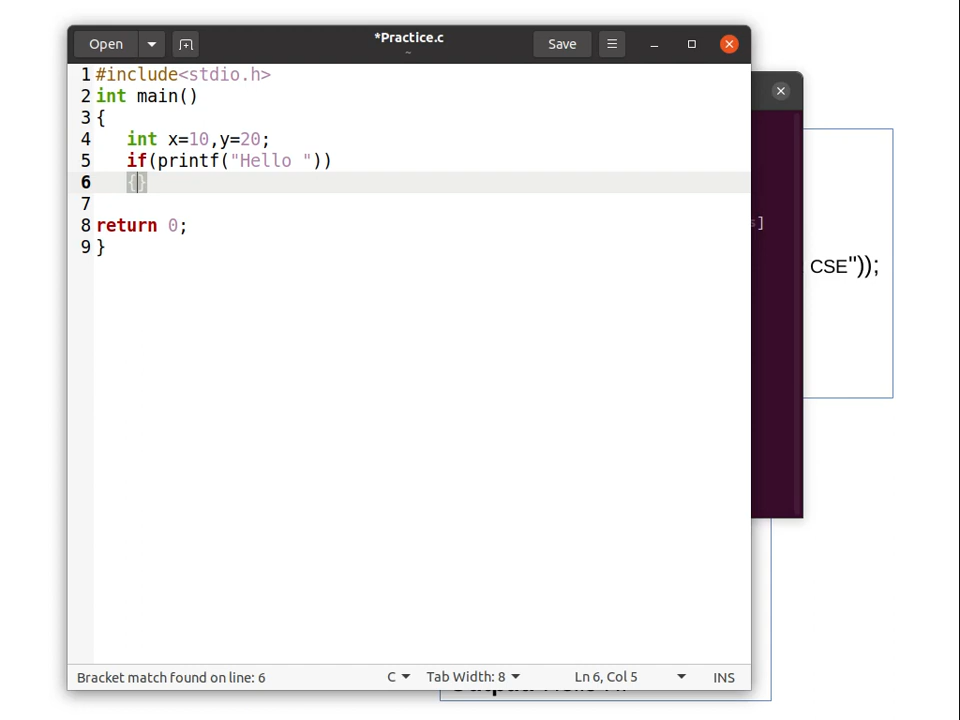 Open
*Practice.c
~
Save
1 #include<stdio.h>
2 int main()
3 {
4    int x=10,y=20;
5    if(printf("Hello "))
6    {}
7
8 return 0;
9 }
]
CSE"));
Bracket match found on line: 6
C
Tab Width: 8
Ln 6, Col 5
INS